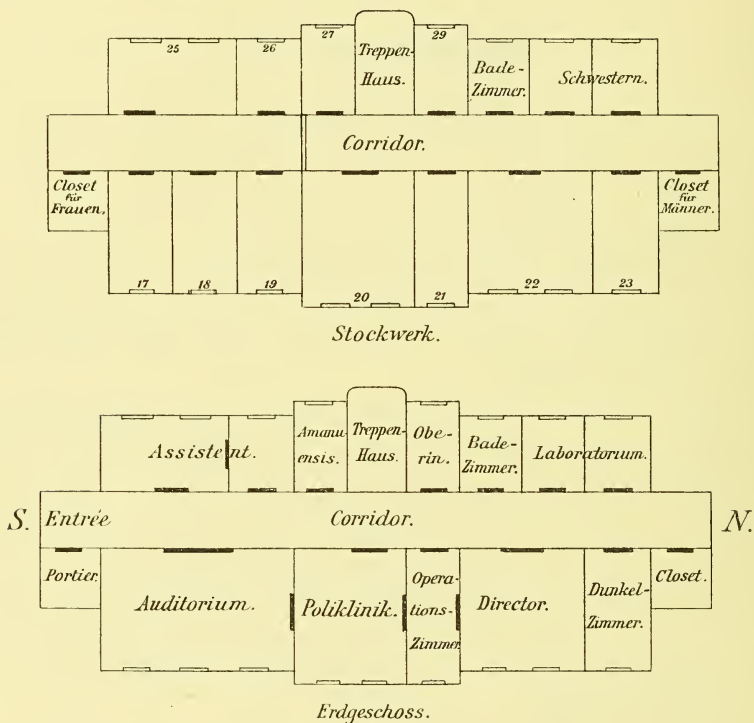 25
26
27
Treppen-
Haus.
29
Bade-
Zimmer.
Schwestern.
Corridor.
Closet
für
Frauen,
Closet
für
Männer.
17
18
19
20
21
22
23
Stockwerk.
Assistent.
Amanu-
ensis.
Treppen-
Haus.
Obe-
rin.
Bade-
Zimmer.
Laboratorium.
S.
Entrée
Corridor.
N.
Portier.
Auditorium.
Poliklinik.
Opera-
tions-
Zimmer.
Director.
Dunkel-
Zimmer.
Closet.
Erdgeschoss.